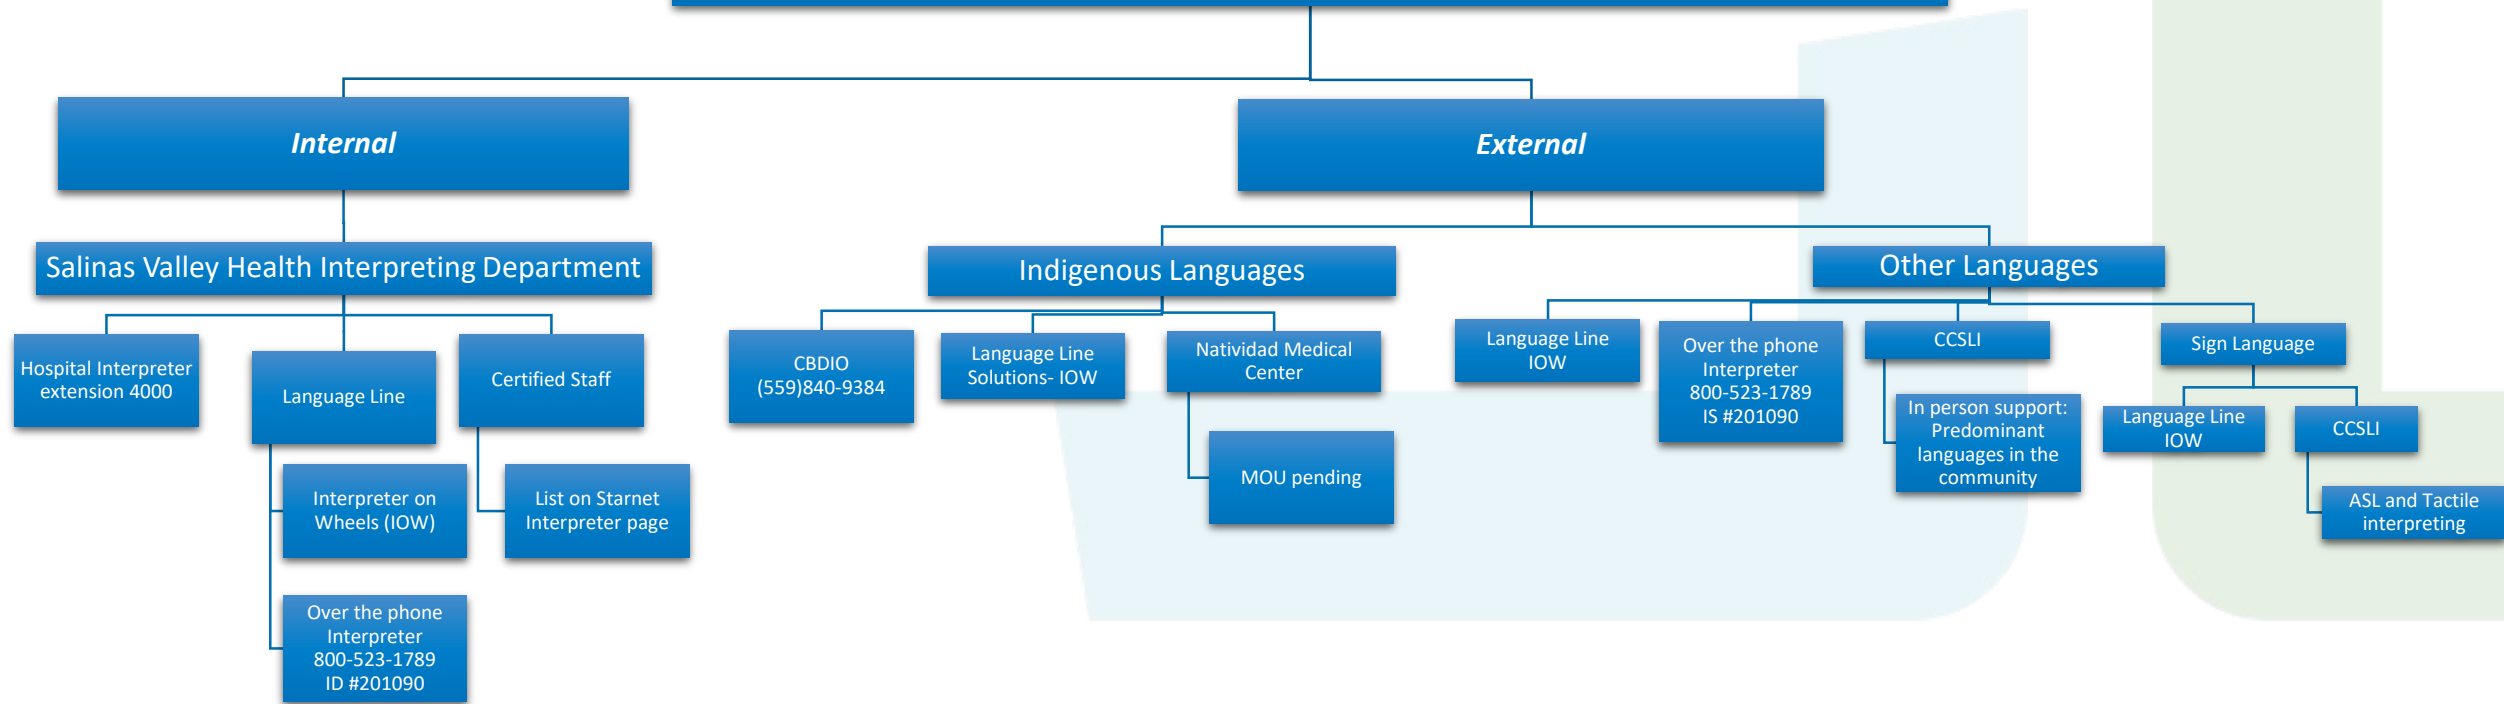 Internal
External
Salinas Valley Health Interpreting Department
Indigenous Languages
Other Languages
Hospital Interpreter
extension 4000
Language Line
Certified Staff
Interpreter on
Wheels (IOW)
List on Starnet
Interpreter page
Over the phone
Interpreter
800-523-1789
ID #201090
CBDIO
(559)840-9384
Language Line
Solutions- IOW
Natividad Medical
Center
MOU pending
Language Line
IOW
Over the phone
Interpreter
800-523-1789
IS #201090
CCSLI
In person support:
Predominant
languages in the
community
Sign Language
Language Line
IOW
CCSLI
ASL and Tactile
interpreting